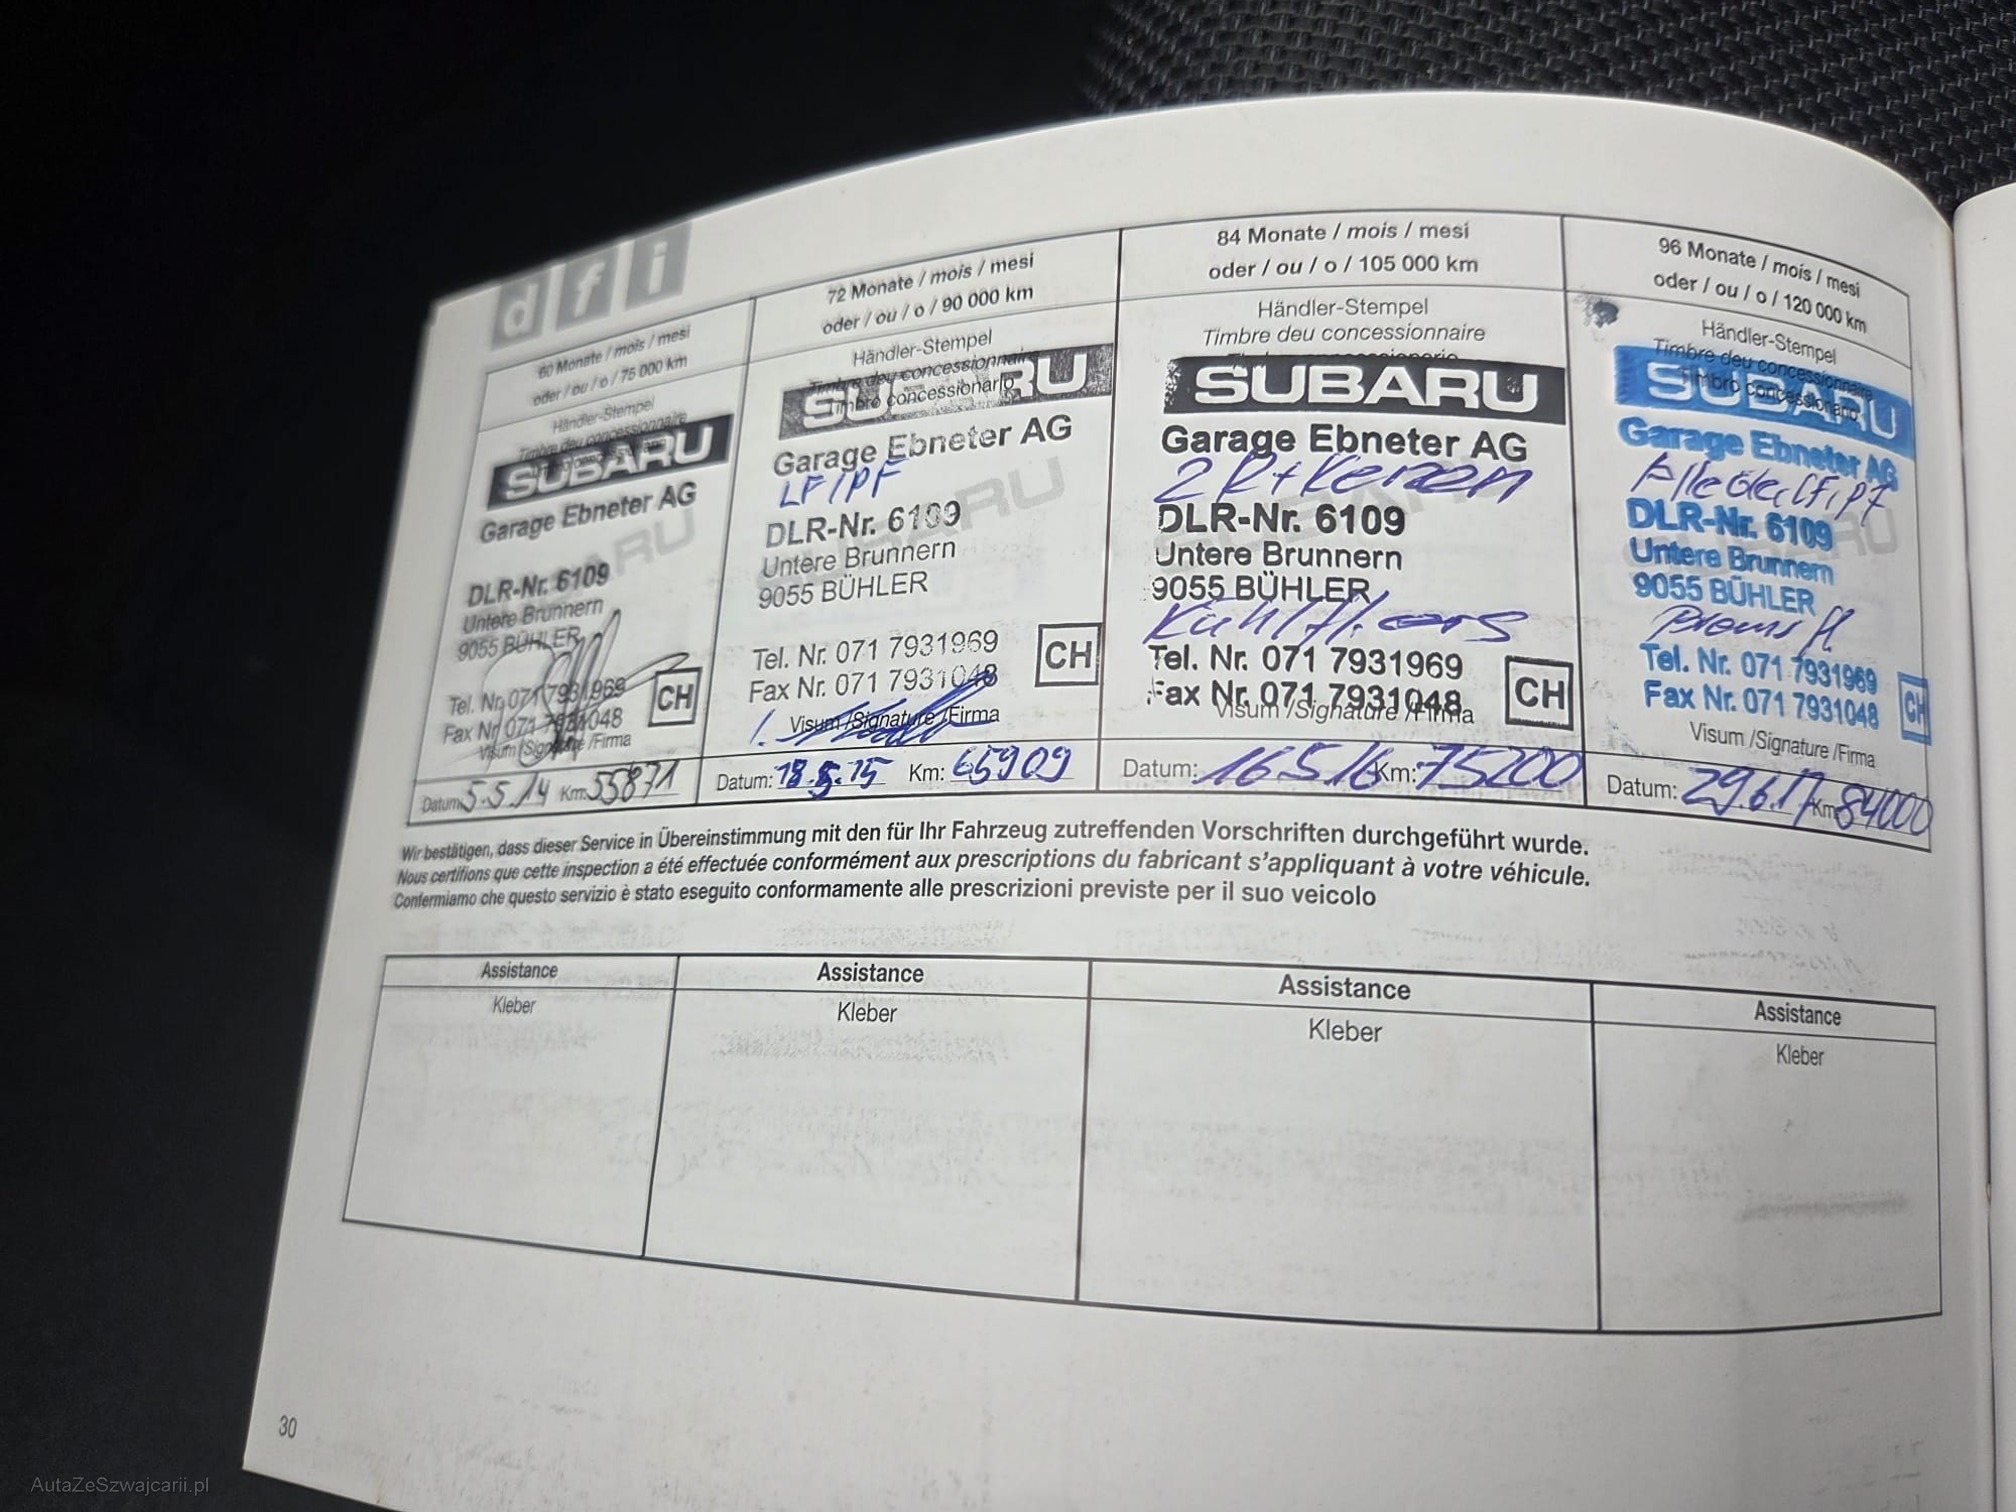 d f i
60 Monate / mois / mesi
oder / ou / o / 75 000 km
Händler-Stempel
Timbre deu concessionnaire
SUBARU
Garage Ebneter AG
DLR-Nr. 6109
Untere Brunnern
9055 BÜHLER
Tel. Nr. 071 7931969
Fax Nr. 071 7931048
CH
Visum /Signature /Firma
Datum: 5.5.14 Km: 55871
72 Monate / mois / mesi
oder / ou / o / 90 000 km
Händler-Stempel
Timbre deu concessionnaire
Timbro concessionario
SUBARU
Garage Ebneter AG
LF/PF
DLR-Nr. 6109
Untere Brunnern
9055 BÜHLER
Tel. Nr. 071 7931969
Fax Nr. 071 7931048
CH
Visum /Signature /Firma
Datum: 18.5.15 Km: 65909
84 Monate / mois / mesi
oder / ou / o / 105 000 km
Händler-Stempel
Timbre deu concessionnaire
SUBARU
Garage Ebneter AG
DLR-Nr. 6109
Untere Brunnern
9055 BÜHLER
Tel. Nr. 071 7931969
Fax Nr. 071 7931048
CH
Visum /Signature /Firma
Datum: 16.5.16 Km: 75200
96 Monate / mois / mesi
oder / ou / o / 120 000 km
Händler-Stempel
Timbre deu concessionnaire
Timbro concessionario
SUBARU
Garage Ebneter AG
DLR-Nr. 6109
Untere Brunnern
9055 BÜHLER
Tel. Nr. 071 7931969
Fax Nr. 071 7931048
CH
Visum /Signature /Firma
Datum: 29.6.17 Km: 84000
Wir bestätigen, dass dieser Service in Übereinstimmung mit den für Ihr Fahrzeug zutreffenden Vorschriften durchgeführt wurde.
Nous certifions que cette inspection a été effectuée conformément aux prescriptions du fabricant s'appliquant à votre véhicule.
Confermiamo che questo servizio è stato eseguito conformamente alle prescrizioni previste per il suo veicolo
Assistance
Kleber
Assistance
Kleber
Assistance
Kleber
Assistance
Kleber
30
AutaZeSzwajcarii.pl